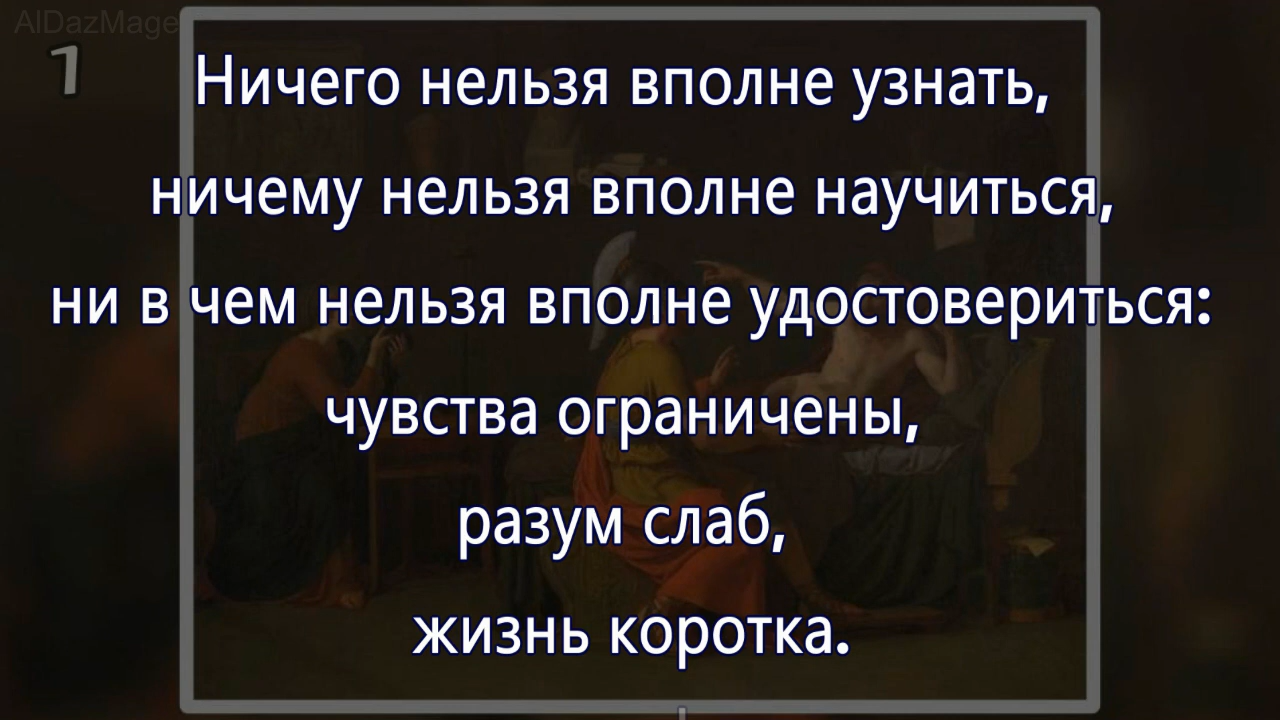 AlDazMage
1
Ничего нельзя вполне узнать,
ничему нельзя вполне научиться,
ни в чем нельзя вполне удостовериться:
чувства ограничены,
разум слаб,
жизнь коротка.